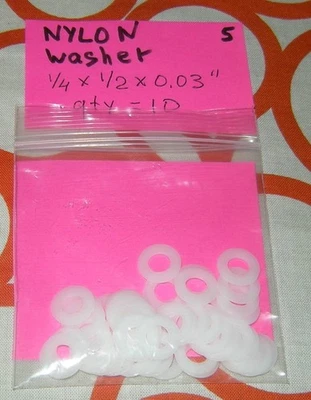 NYLON 5
washer
1/4 x 1/2 x 0.03"
qty - 10